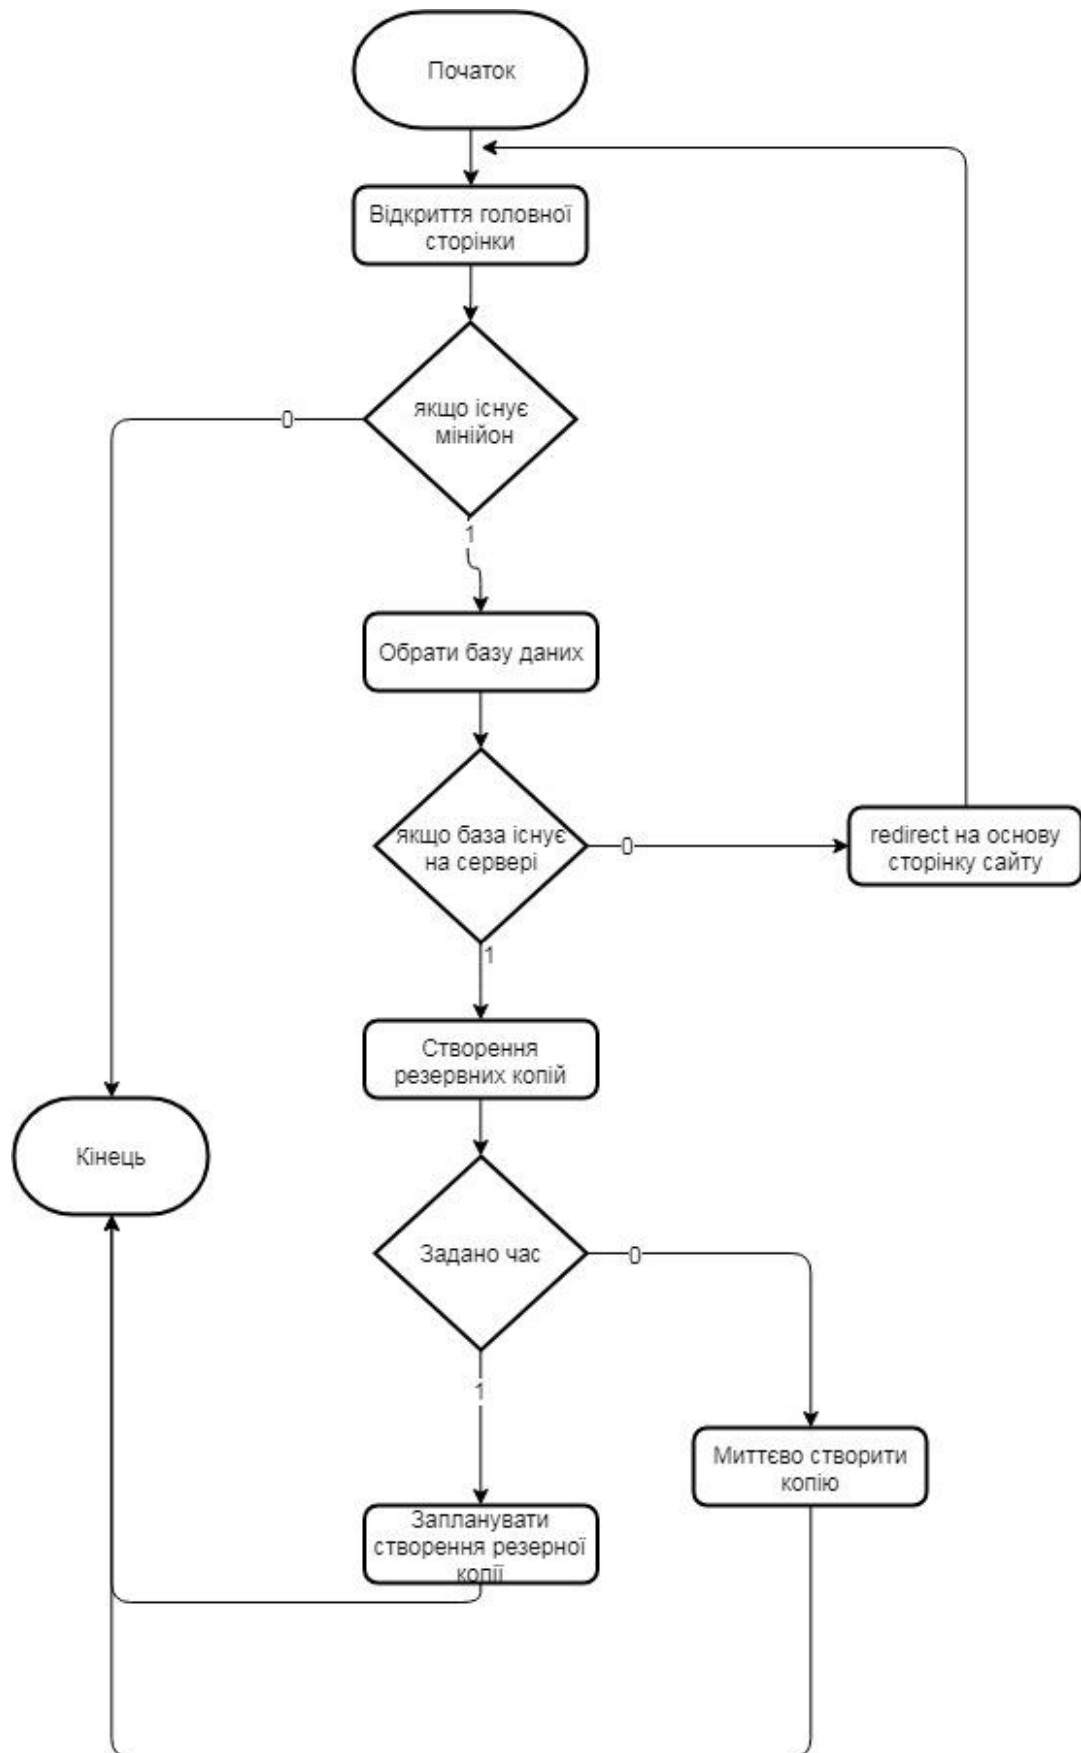 Початок
Відкриття головної
сторінки
якщо існує
мінійон
0
1
Обрати базу даних
якщо база існує
на сервері
0
redirect на основу
сторінку сайту
1
Створення
резервних копій
Кінець
Задано час
0
1
Миттєво створити
копію
Запланувати
створення резерної
копії